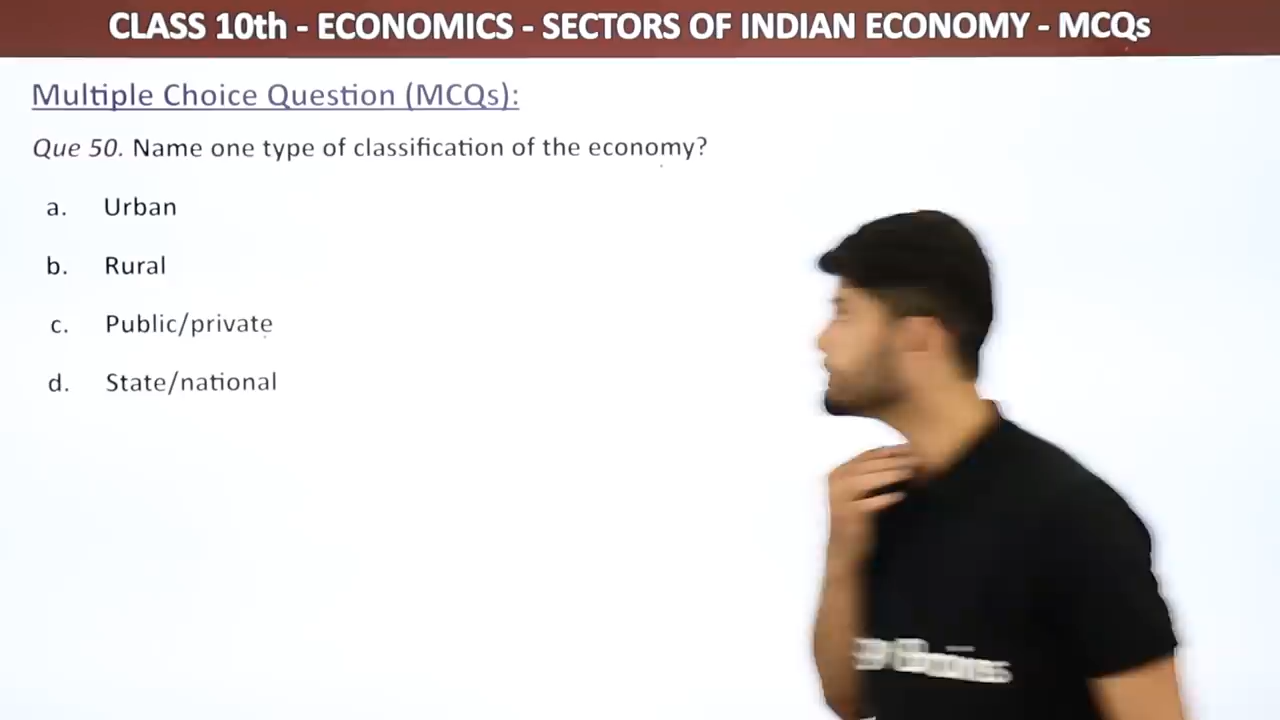 CLASS 10th - ECONOMICS - SECTORS OF INDIAN ECONOMY - MCQs
Multiple Choice Question (MCQs):
Que 50. Name one type of classification of the economy?
a. Urban
b. Rural
c. Public/private
d. State/national